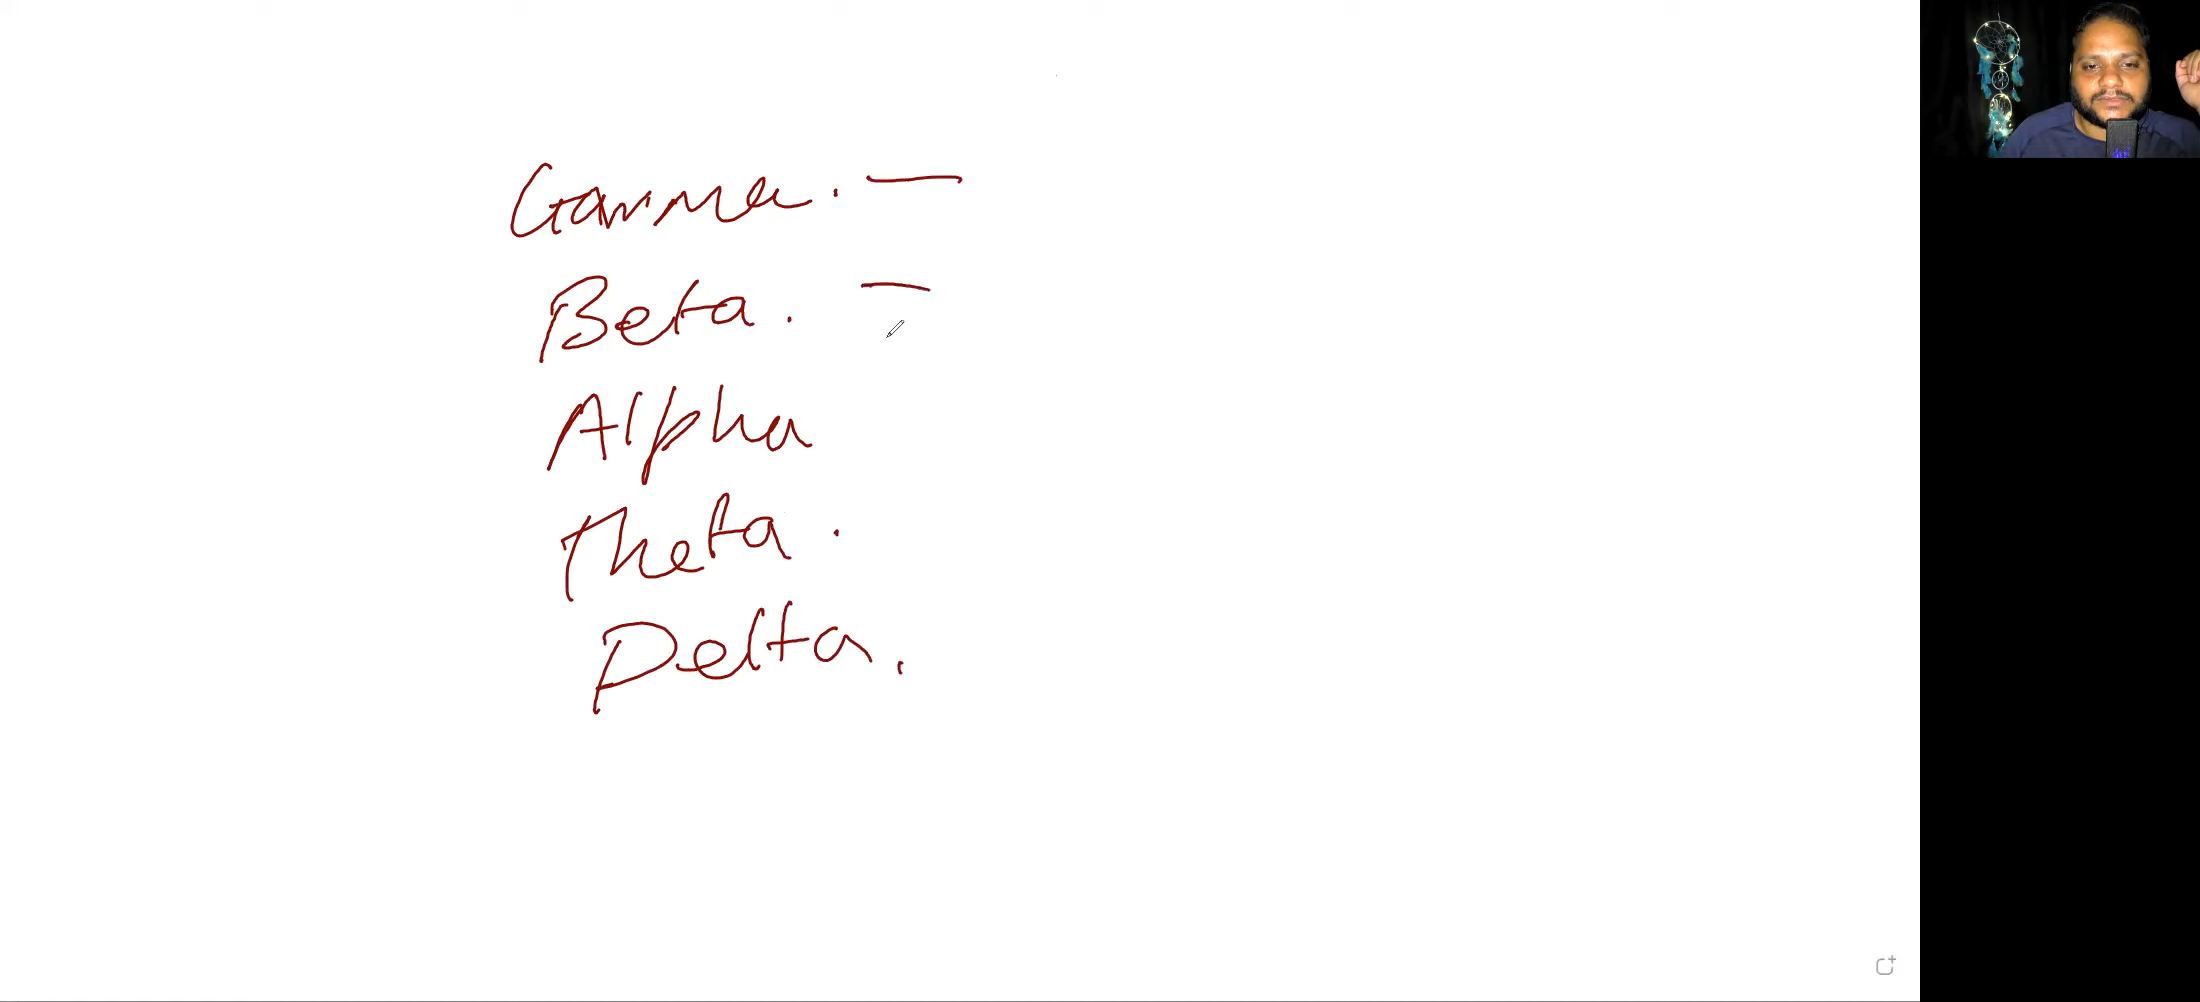 Gamma. —
Beta. —
Alpha
Theta.
Delta.